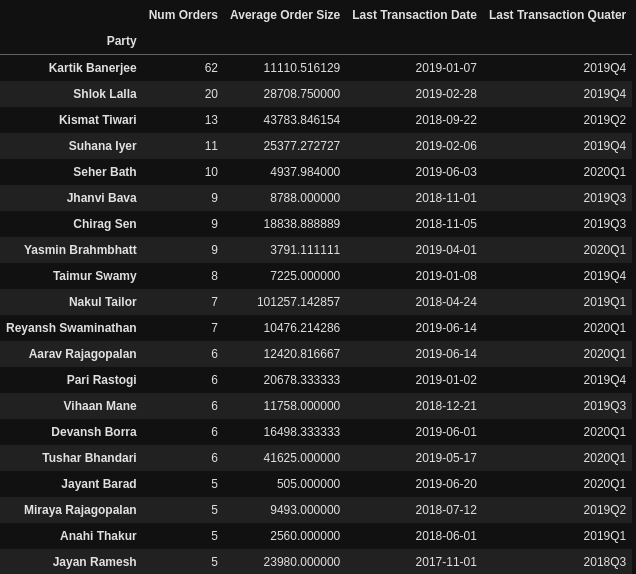 Num Orders Average Order Size Last Transaction Date Last Transaction Quater
Party
Kartik Banerjee 62 11110.516129 2019-01-07 2019Q4
Shlok Lalla 20 28708.750000 2019-02-28 2019Q4
Kismat Tiwari 13 43783.846154 2018-09-22 2019Q2
Suhana Iyer 11 25377.272727 2019-02-06 2019Q4
Seher Bath 10 4937.984000 2019-06-03 2020Q1
Jhanvi Bava 9 8788.000000 2018-11-01 2019Q3
Chirag Sen 9 18838.888889 2018-11-05 2019Q3
Yasmin Brahmbhatt 9 3791.111111 2019-04-01 2020Q1
Taimur Swamy 8 7225.000000 2019-01-08 2019Q4
Nakul Tailor 7 101257.142857 2018-04-24 2019Q1
Reyansh Swaminathan 7 10476.214286 2019-06-14 2020Q1
Aarav Rajagopalan 6 12420.816667 2019-06-14 2020Q1
Pari Rastogi 6 20678.333333 2019-01-02 2019Q4
Vihaan Mane 6 11758.000000 2018-12-21 2019Q3
Devansh Borra 6 16498.333333 2019-06-01 2020Q1
Tushar Bhandari 6 41625.000000 2019-05-17 2020Q1
Jayant Barad 5 505.000000 2019-06-20 2020Q1
Miraya Rajagopalan 5 9493.000000 2018-07-12 2019Q2
Anahi Thakur 5 2560.000000 2018-06-01 2019Q1
Jayan Ramesh 5 23980.000000 2017-11-01 2018Q3